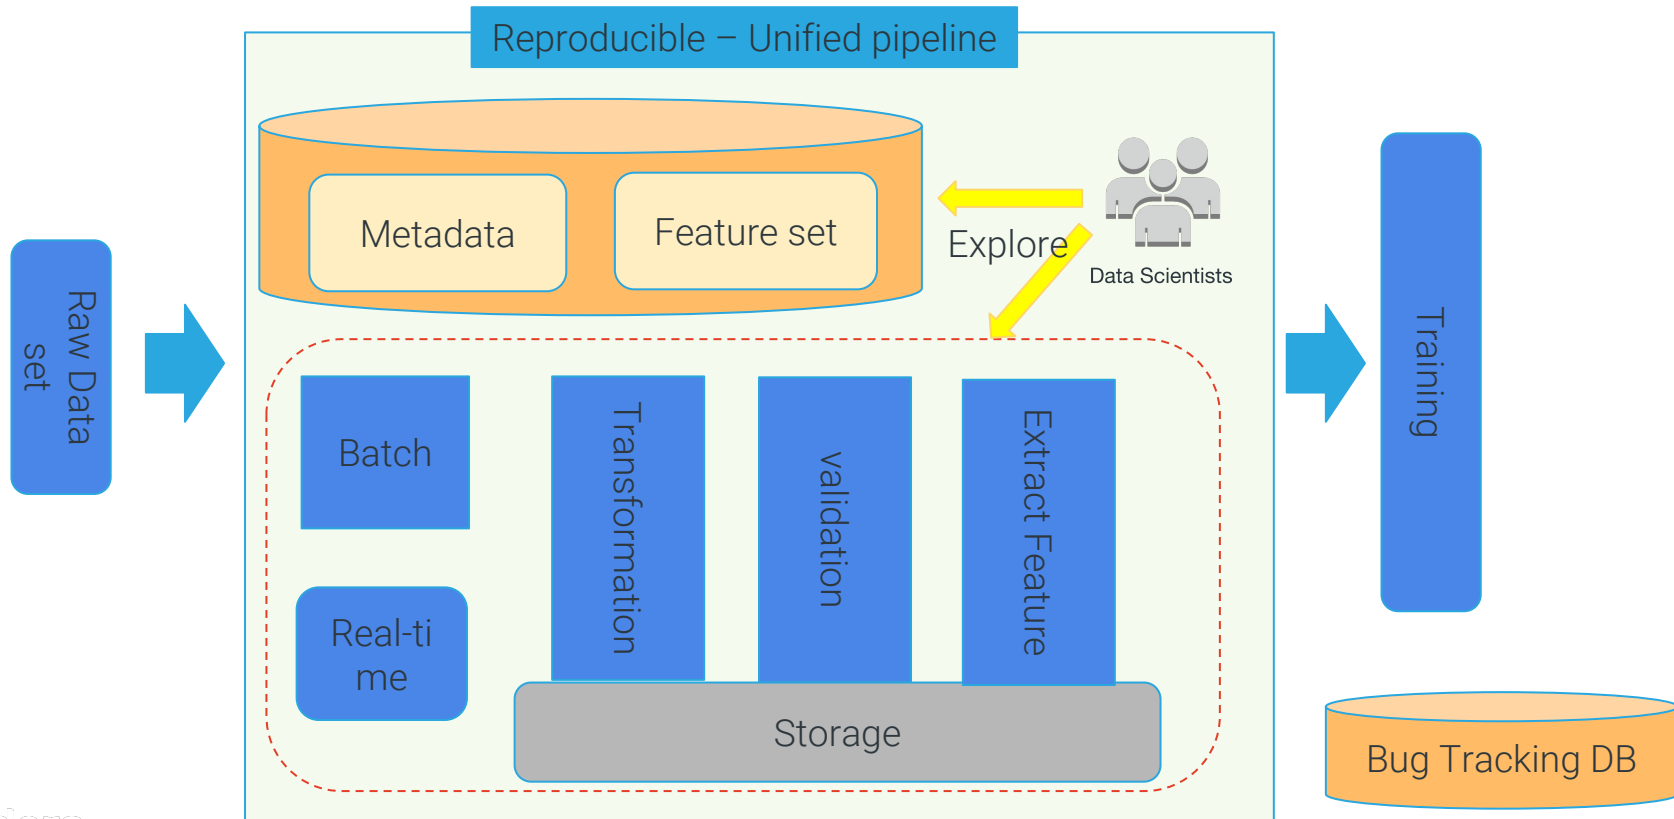 Reproducible – Unified pipeline
Metadata
Feature set
Explore
Data Scientists
Raw Data
set
Batch
Real-ti
me
Transformation
validation
Extract Feature
Storage
Training
Bug Tracking DB